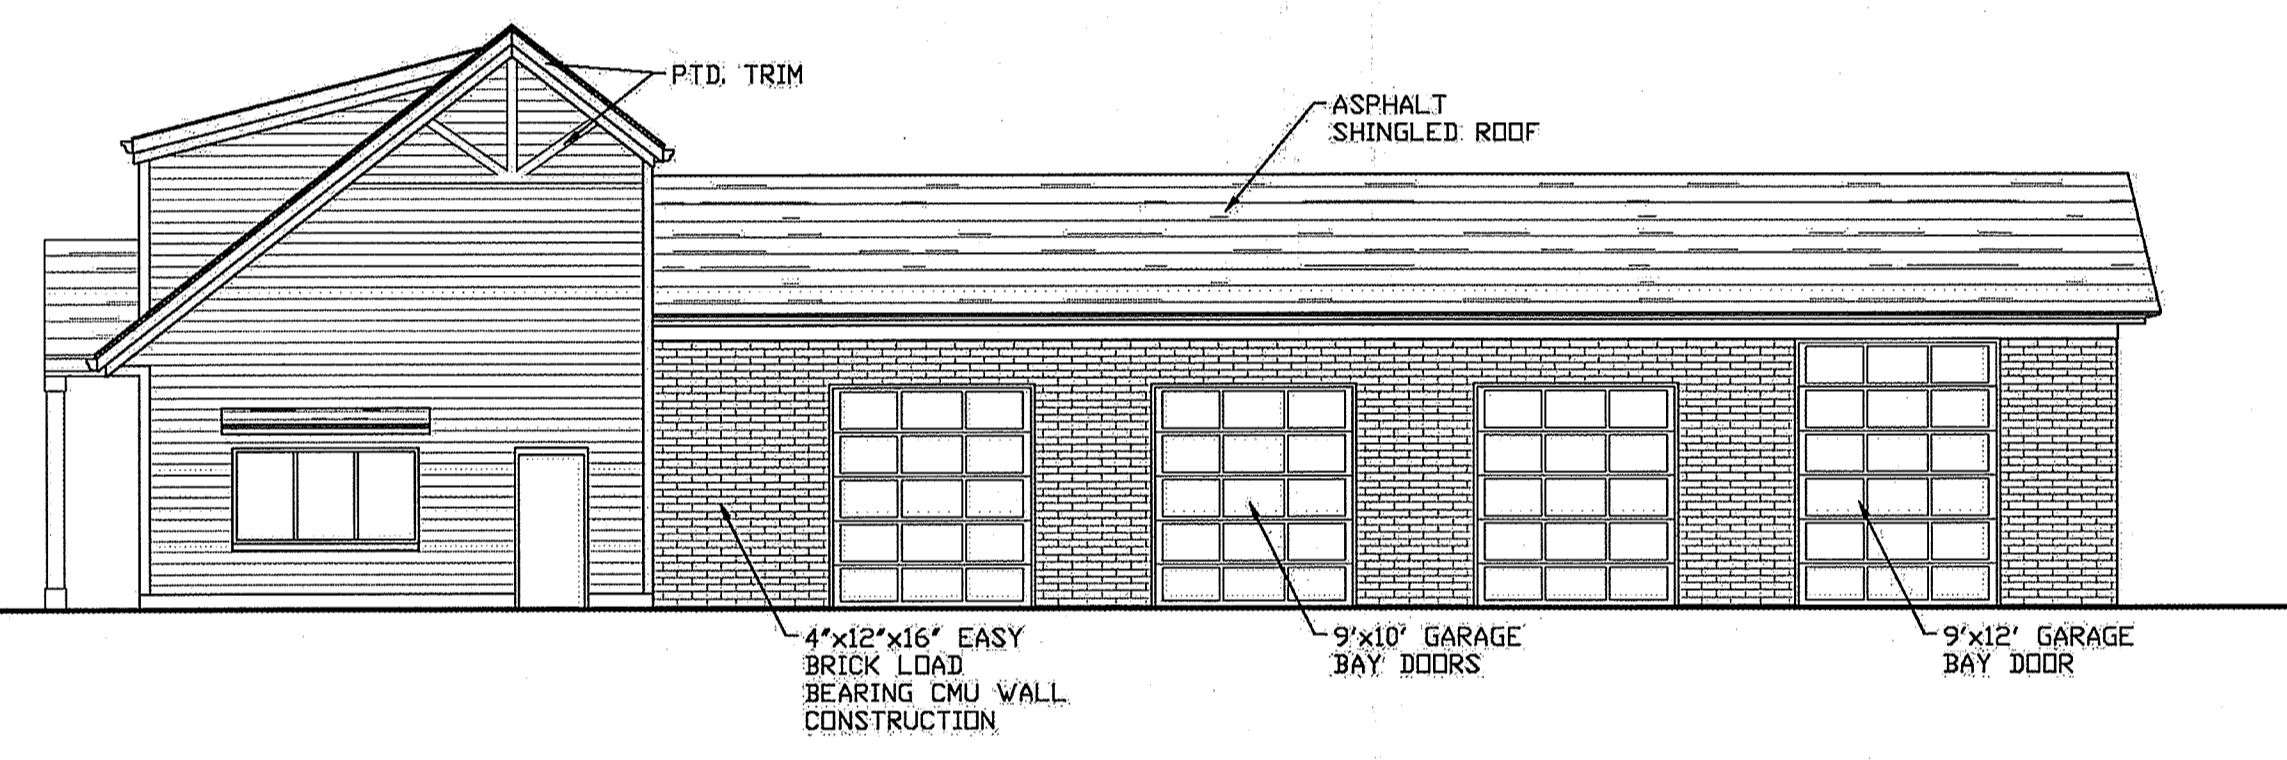 PTD. TRIM
ASPHALT
SHINGLED ROOF
4"x12"x16" EASY
BRICK LOAD
BEARING CMU WALL
CONSTRUCTION
9'x10' GARAGE
BAY DOORS
9'x12' GARAGE
BAY DOOR